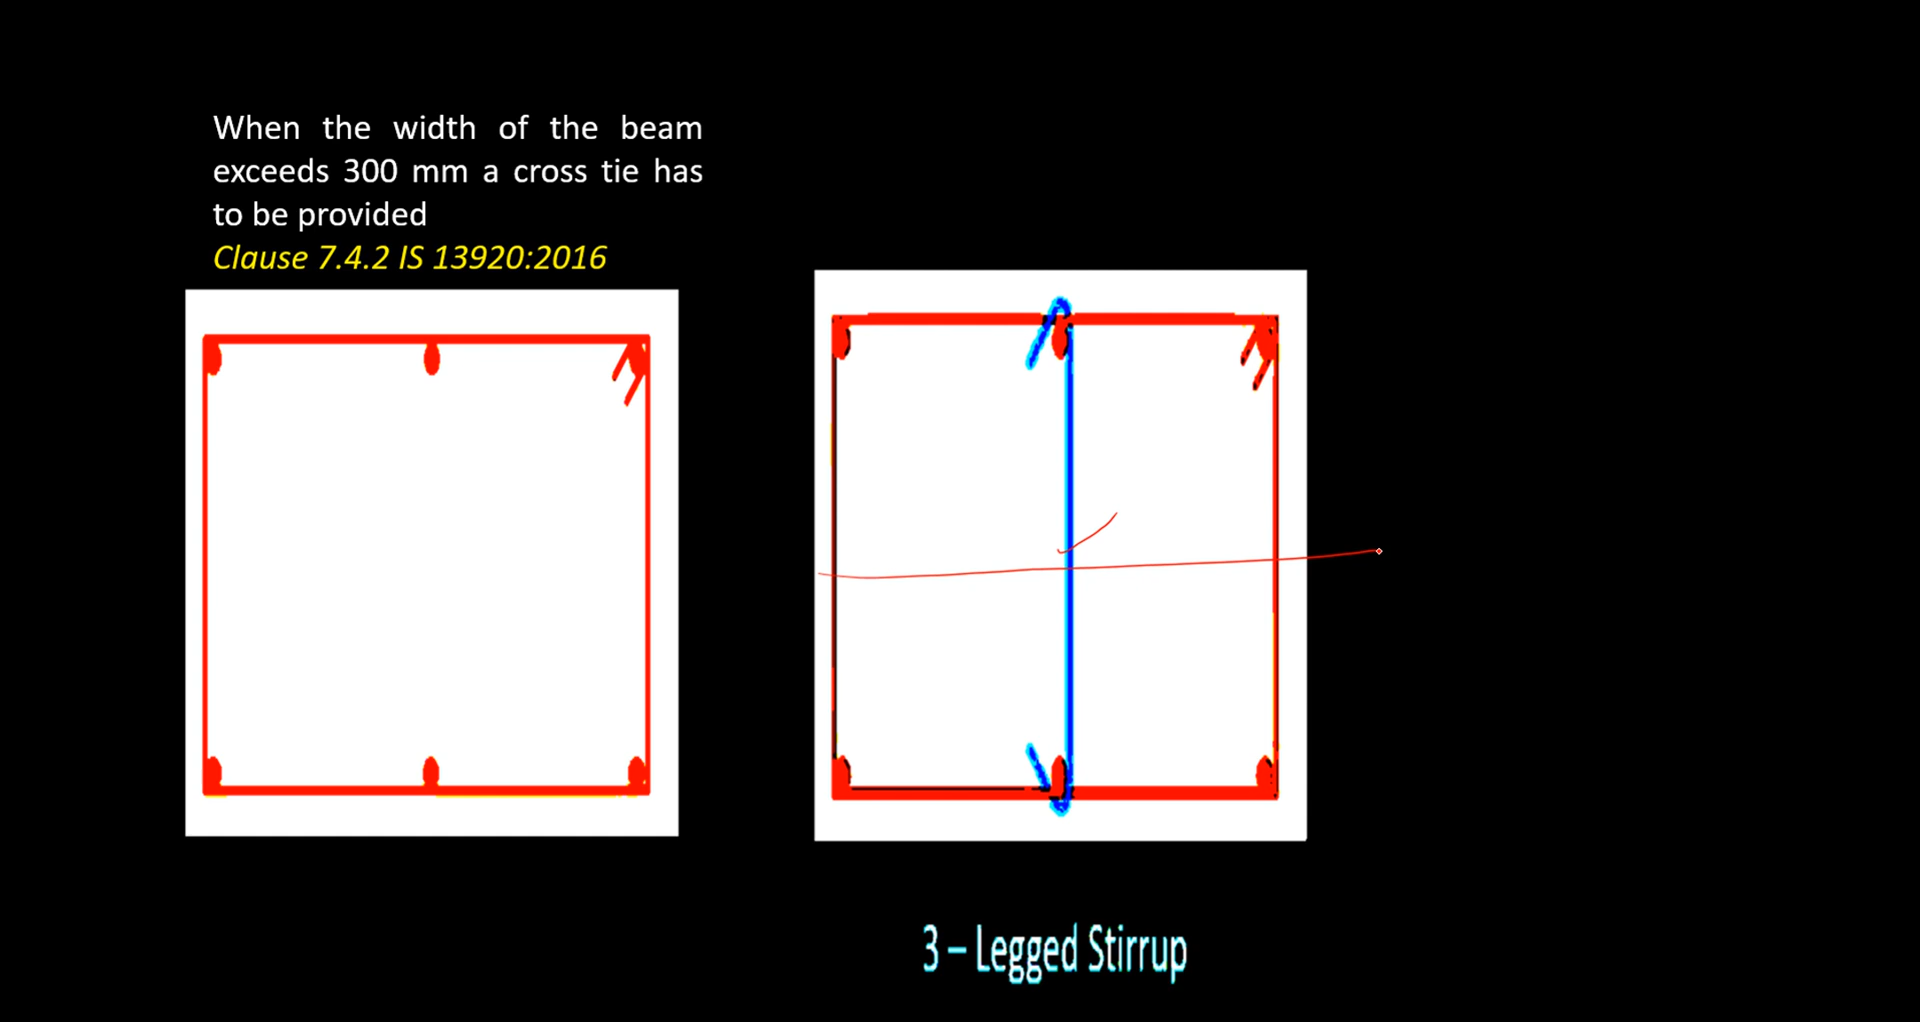 When the width of the beam
exceeds 300 mm a cross tie has
to be provided
Clause 7.4.2 IS 13920:2016
3 – Legged Stirrup